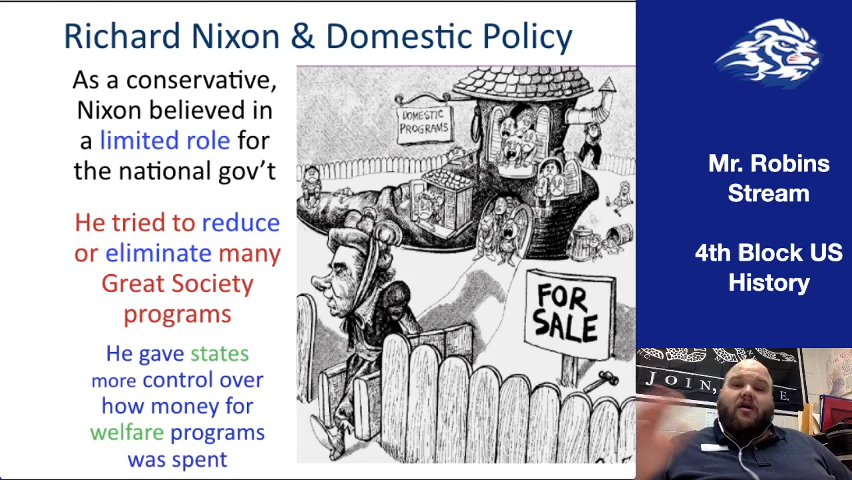 Richard Nixon & Domestic Policy
As a conservative,
Nixon believed in
a limited role for
the national gov't
He tried to reduce
or eliminate many
Great Society
programs
He gave states
more control over
how money for
welfare programs
was spent
DOMESTIC
PROGRAMS
FOR
SALE
Mr. Robins
Stream
4th Block US
History
JOIN,